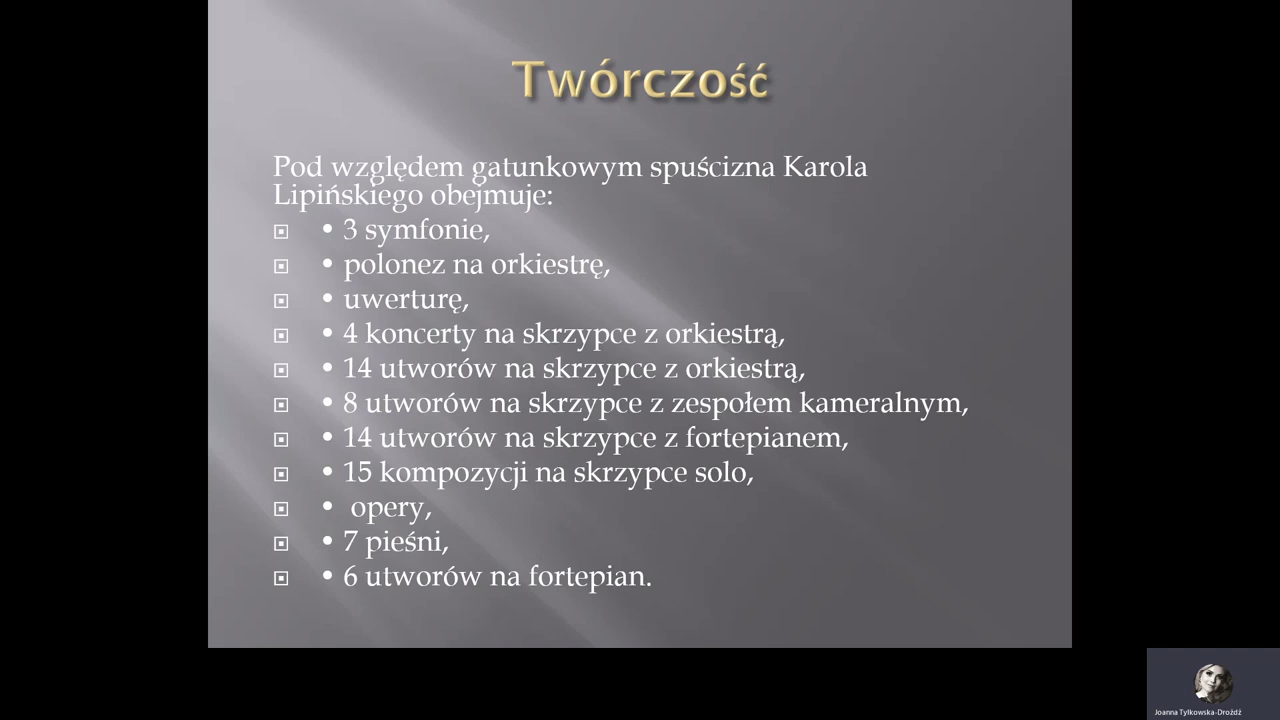 Twórczość
Pod względem gatunkowym spuścizna Karola
Lipińskiego obejmuje:
• 3 symfonie,
• polonez na orkiestrę,
• uwerturę,
• 4 koncerty na skrzypce z orkiestrą,
• 14 utworów na skrzypce z orkiestrą,
• 8 utworów na skrzypce z zespołem kameralnym,
• 14 utworów na skrzypce z fortepianem,
• 15 kompozycji na skrzypce solo,
• opery,
• 7 pieśni,
• 6 utworów na fortepian.
Joanna Tylkowska-Drożdż